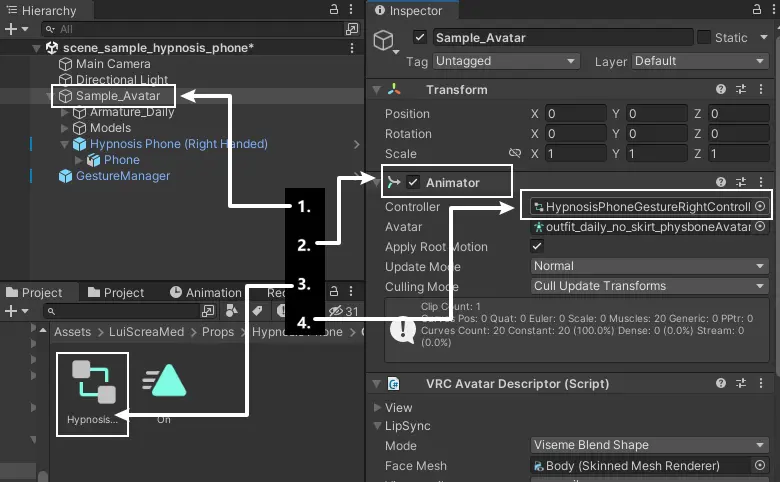 Hierarchy
All
scene_sample_hypnosis_phone*
Main Camera
Directional Light
Sample_Avatar
Armature_Daily
Models
Hypnosis Phone (Right Handed)
Phone
GestureManager
1.
2.
3.
4.
Project
Project
Animation
Rec
31
Assets > LuiScreaMed > Props > Hypnosis Phone >
Hypnosis...
On
Inspector
Sample_Avatar
Static
Tag Untagged Layer Default
Transform
Position X 0 Y 0 Z 0
Rotation X 0 Y 0 Z 0
Scale X 1 Y 1 Z 1
Animator
Controller HypnosisPhoneGestureRightControll
Avatar outfit_daily_no_skirt_physboneAvatar
Apply Root Motion
Update Mode Normal
Culling Mode Cull Update Transforms
Clip Count: 1
Curves Pos: 0 Quat: 0 Euler: 0 Scale: 0 Muscles: 20 Generic: 0 PPtr: 0
Curves Count: 20 Constant: 20 (100.0%) Dense: 0 (0.0%) Stream: 0
(0.0%)
VRC Avatar Descriptor (Script)
View
LipSync
Mode Viseme Blend Shape
Face Mesh Body (Skinned Mesh Renderer)